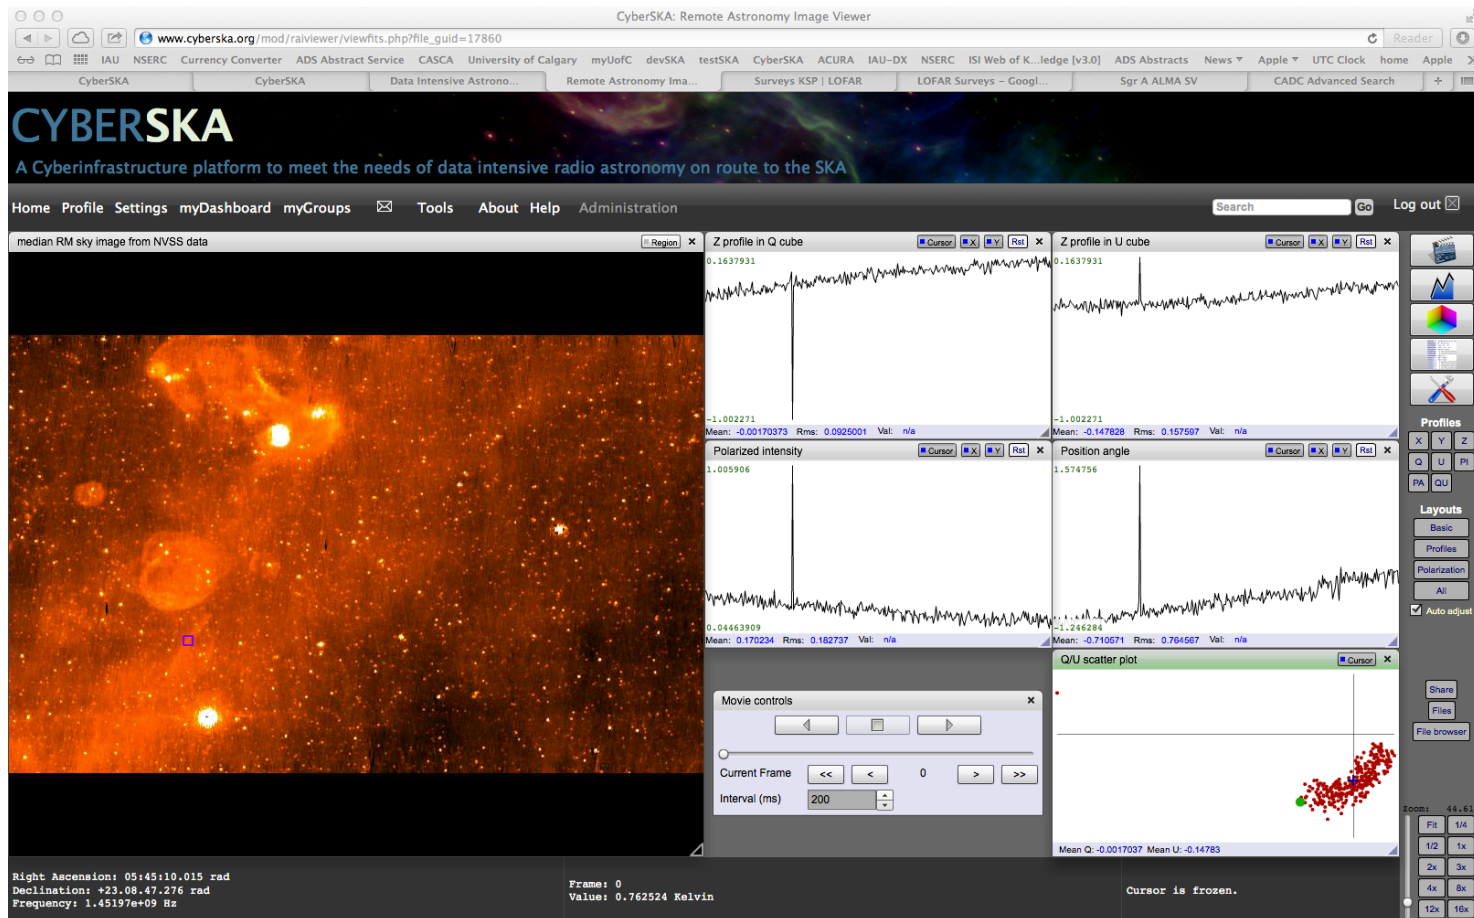 CyberSKA: Remote Astronomy Image Viewer
www.cyberska.org/mod/raiviewer/viewfits.php?file_guid=17860
Reader
IAU NSERC Currency Converter ADS Abstract Service CASCA University of Calgary myUofC devSKA testSKA CyberSKA ACURA IAU-DX NSERC ISI Web of K...ledge [v3.0] ADS Abstracts News Apple UTC Clock home Apple
CyberSKA CyberSKA Data Intensive Astrono... Remote Astronomy Ima... Surveys KSP | LOFAR LOFAR Surveys – Googl... Sgr A ALMA SV CADC Advanced Search +
CYBERSKA
A Cyberinfrastructure platform to meet the needs of data intensive radio astronomy on route to the SKA
Home Profile Settings myDashboard myGroups Tools About Help Administration Search Go Log out
median RM sky image from NVSS data Region ×
Z profile in Q cube Cursor X Y Rst ×
0.1637931
-1.002271
Mean: -0.00170373 Rms: 0.0925001 Val: n/a
Z profile in U cube Cursor X Y Rst ×
0.1637931
-1.002271
Mean: -0.147828 Rms: 0.157597 Val: n/a
Polarized intensity Cursor X Y Rst ×
1.005906
0.04463909
Mean: 0.170234 Rms: 0.182737 Val: n/a
Position angle Cursor X Y Rst ×
1.574756
-1.246284
Mean: -0.710571 Rms: 0.764567 Val: n/a
Movie controls ×
Current Frame << < 0 > >>
Interval (ms) 200
Q/U scatter plot Cursor ×
Mean Q: -0.0017037 Mean U: -0.14783
Profiles
X Y Z
Q U PI
PA QU
Layouts
Basic
Profiles
Polarization
All
Auto adjust
Share
Files
File browser
Zoom: 44.61
Fit 1/4
1/2 1x
2x 3x
4x 8x
12x 16x
Right Ascension: 05:45:10.015 rad
Declination: +23.08.47.276 rad
Frequency: 1.45197e+09 Hz
Frame: 0
Value: 0.762524 Kelvin
Cursor is frozen.